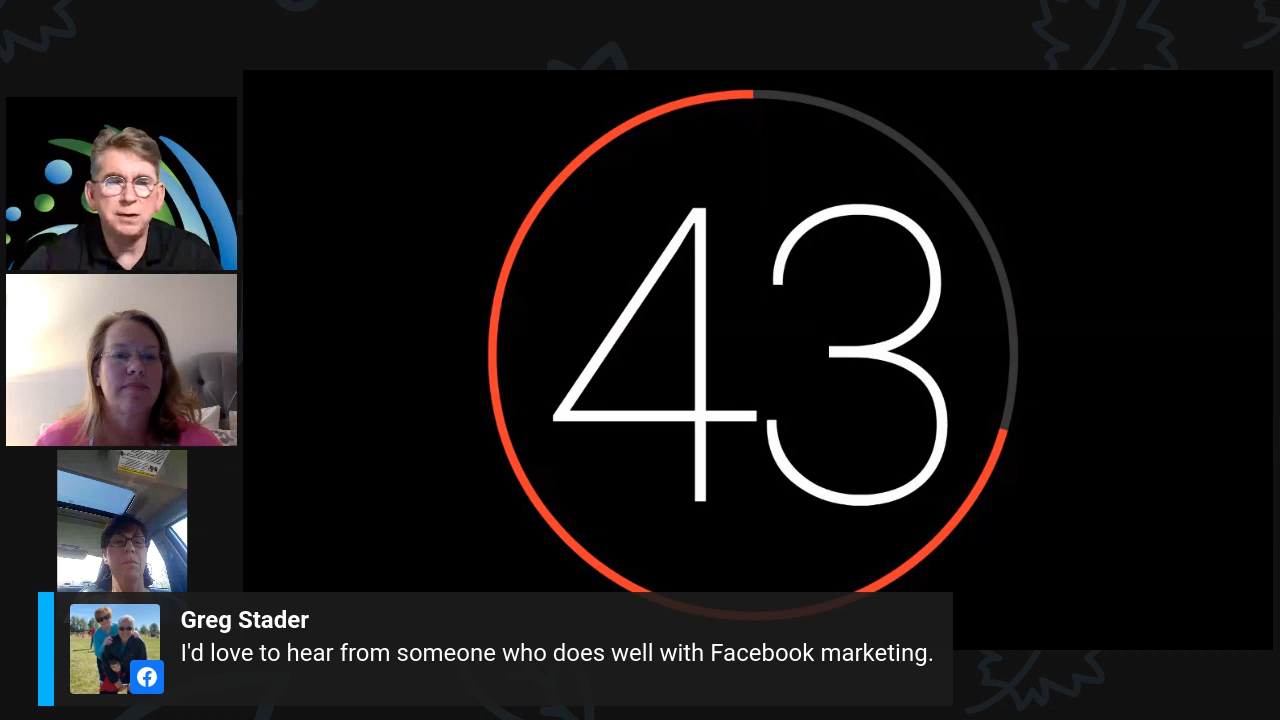 43
Greg Stader
I'd love to hear from someone who does well with Facebook marketing.